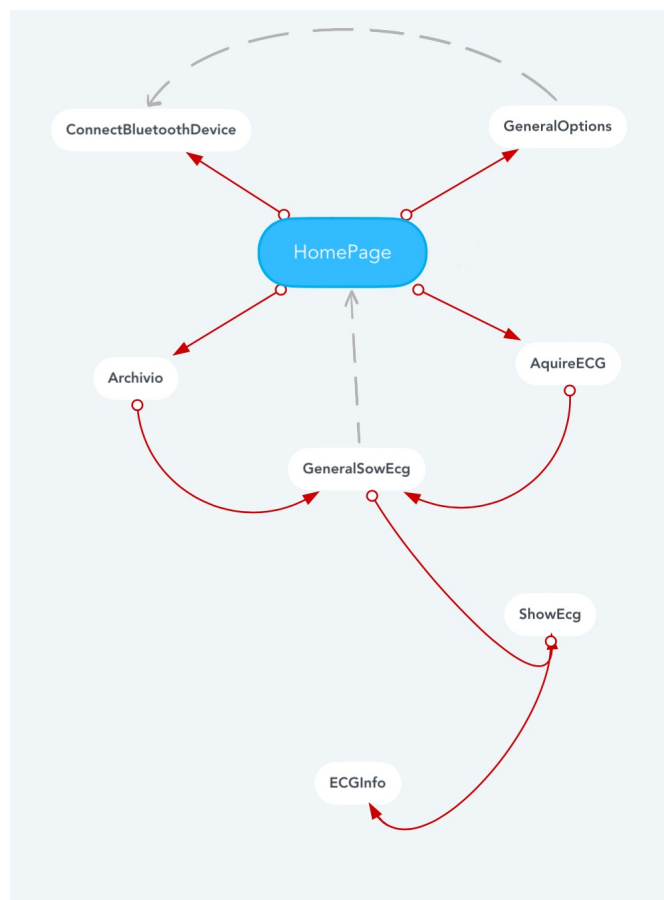 ConnectBluetoothDevice
GeneralOptions
HomePage
Archivio
AquireECG
GeneralSowEcg
ShowEcg
ECGInfo